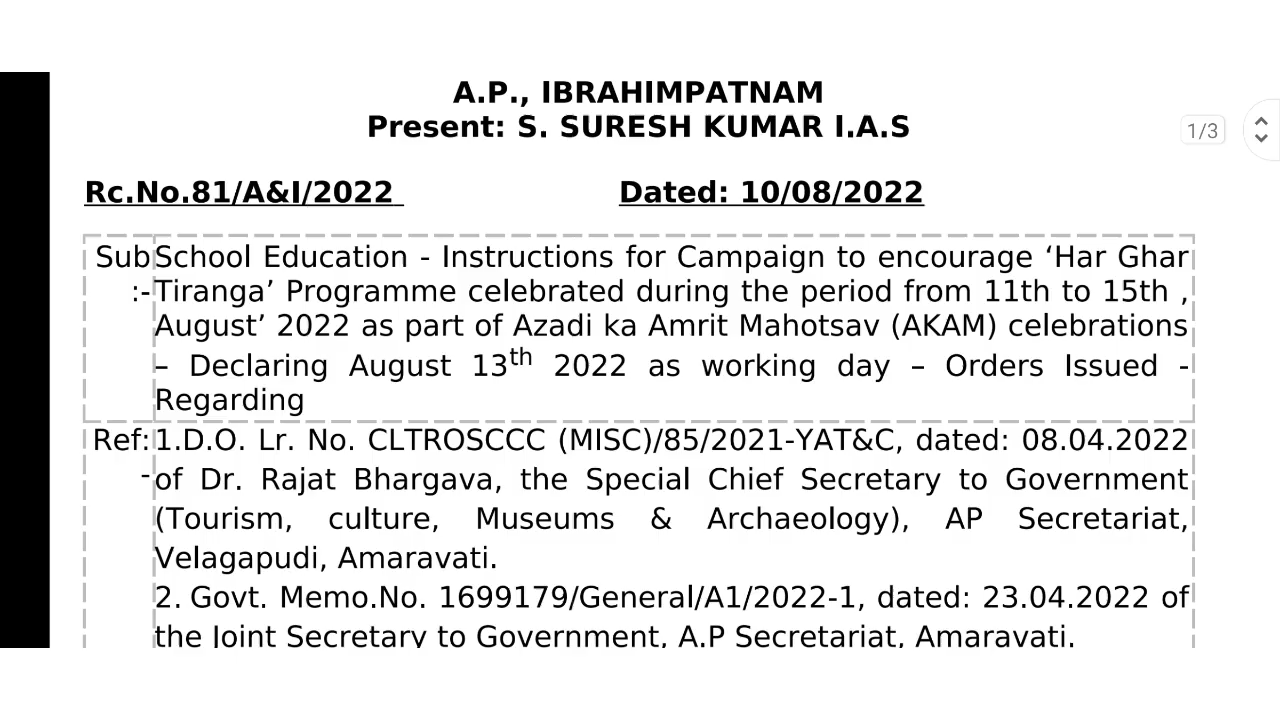 A.P., IBRAHIMPATNAM
Present: S. SURESH KUMAR I.A.S
1/3
Rc.No.81/A&I/2022 Dated: 10/08/2022
Sub School Education - Instructions for Campaign to encourage ‘Har Ghar
:- Tiranga’ Programme celebrated during the period from 11th to 15th ,
August’ 2022 as part of Azadi ka Amrit Mahotsav (AKAM) celebrations
– Declaring August 13th 2022 as working day – Orders Issued -
Regarding
Ref: 1.D.O. Lr. No. CLTROSCCC (MISC)/85/2021-YAT&C, dated: 08.04.2022
- of Dr. Rajat Bhargava, the Special Chief Secretary to Government
(Tourism, culture, Museums & Archaeology), AP Secretariat,
Velagapudi, Amaravati.
2. Govt. Memo.No. 1699179/General/A1/2022-1, dated: 23.04.2022 of
the Joint Secretary to Government, A.P Secretariat, Amaravati.